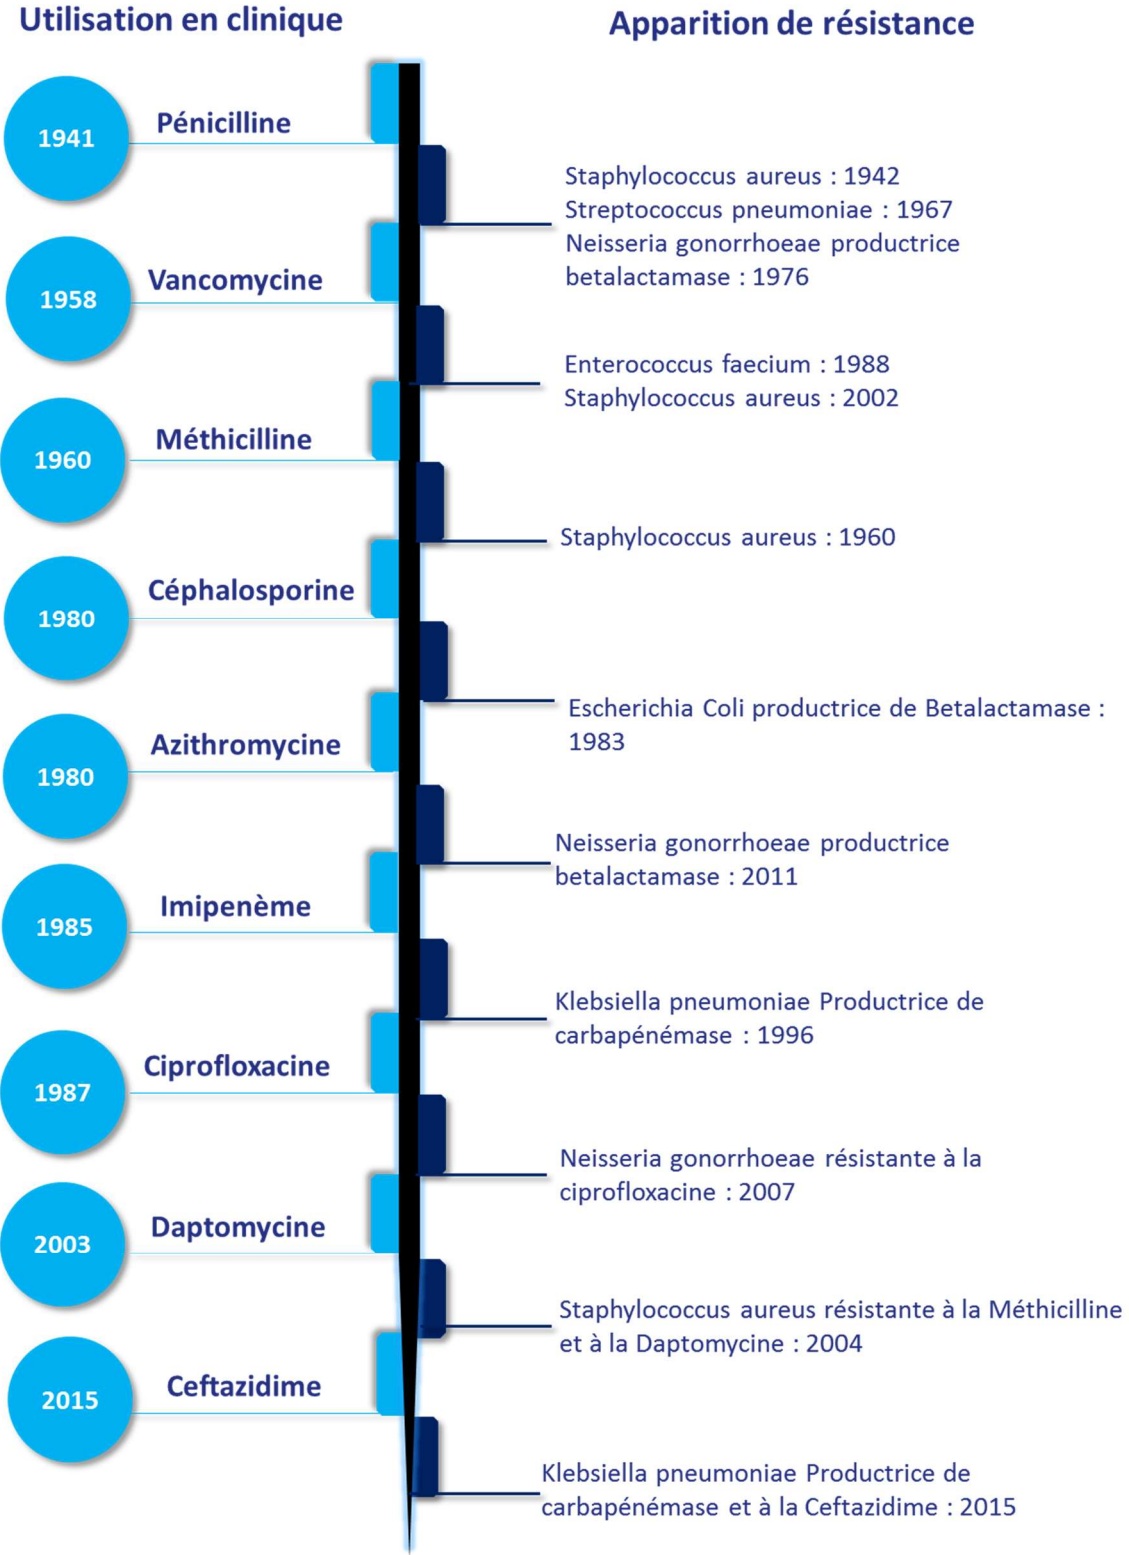 Utilisation en clinique
Apparition de résistance
1941
Pénicilline
Staphylococcus aureus : 1942
Streptococcus pneumoniae : 1967
Neisseria gonorrhoeae productrice
betalactamase : 1976
1958
Vancomycine
Enterococcus faecium : 1988
Staphylococcus aureus : 2002
1960
Méthicilline
Staphylococcus aureus : 1960
1980
Céphalosporine
Escherichia Coli productrice de Betalactamase :
1983
1980
Azithromycine
Neisseria gonorrhoeae productrice
betalactamase : 2011
1985
Imipenème
Klebsiella pneumoniae Productrice de
carbapénémase : 1996
1987
Ciprofloxacine
Neisseria gonorrhoeae résistante à la
ciprofloxacine : 2007
2003
Daptomycine
Staphylococcus aureus résistante à la Méthicilline
et à la Daptomycine : 2004
2015
Ceftazidime
Klebsiella pneumoniae Productrice de
carbapénémase et à la Ceftazidime : 2015